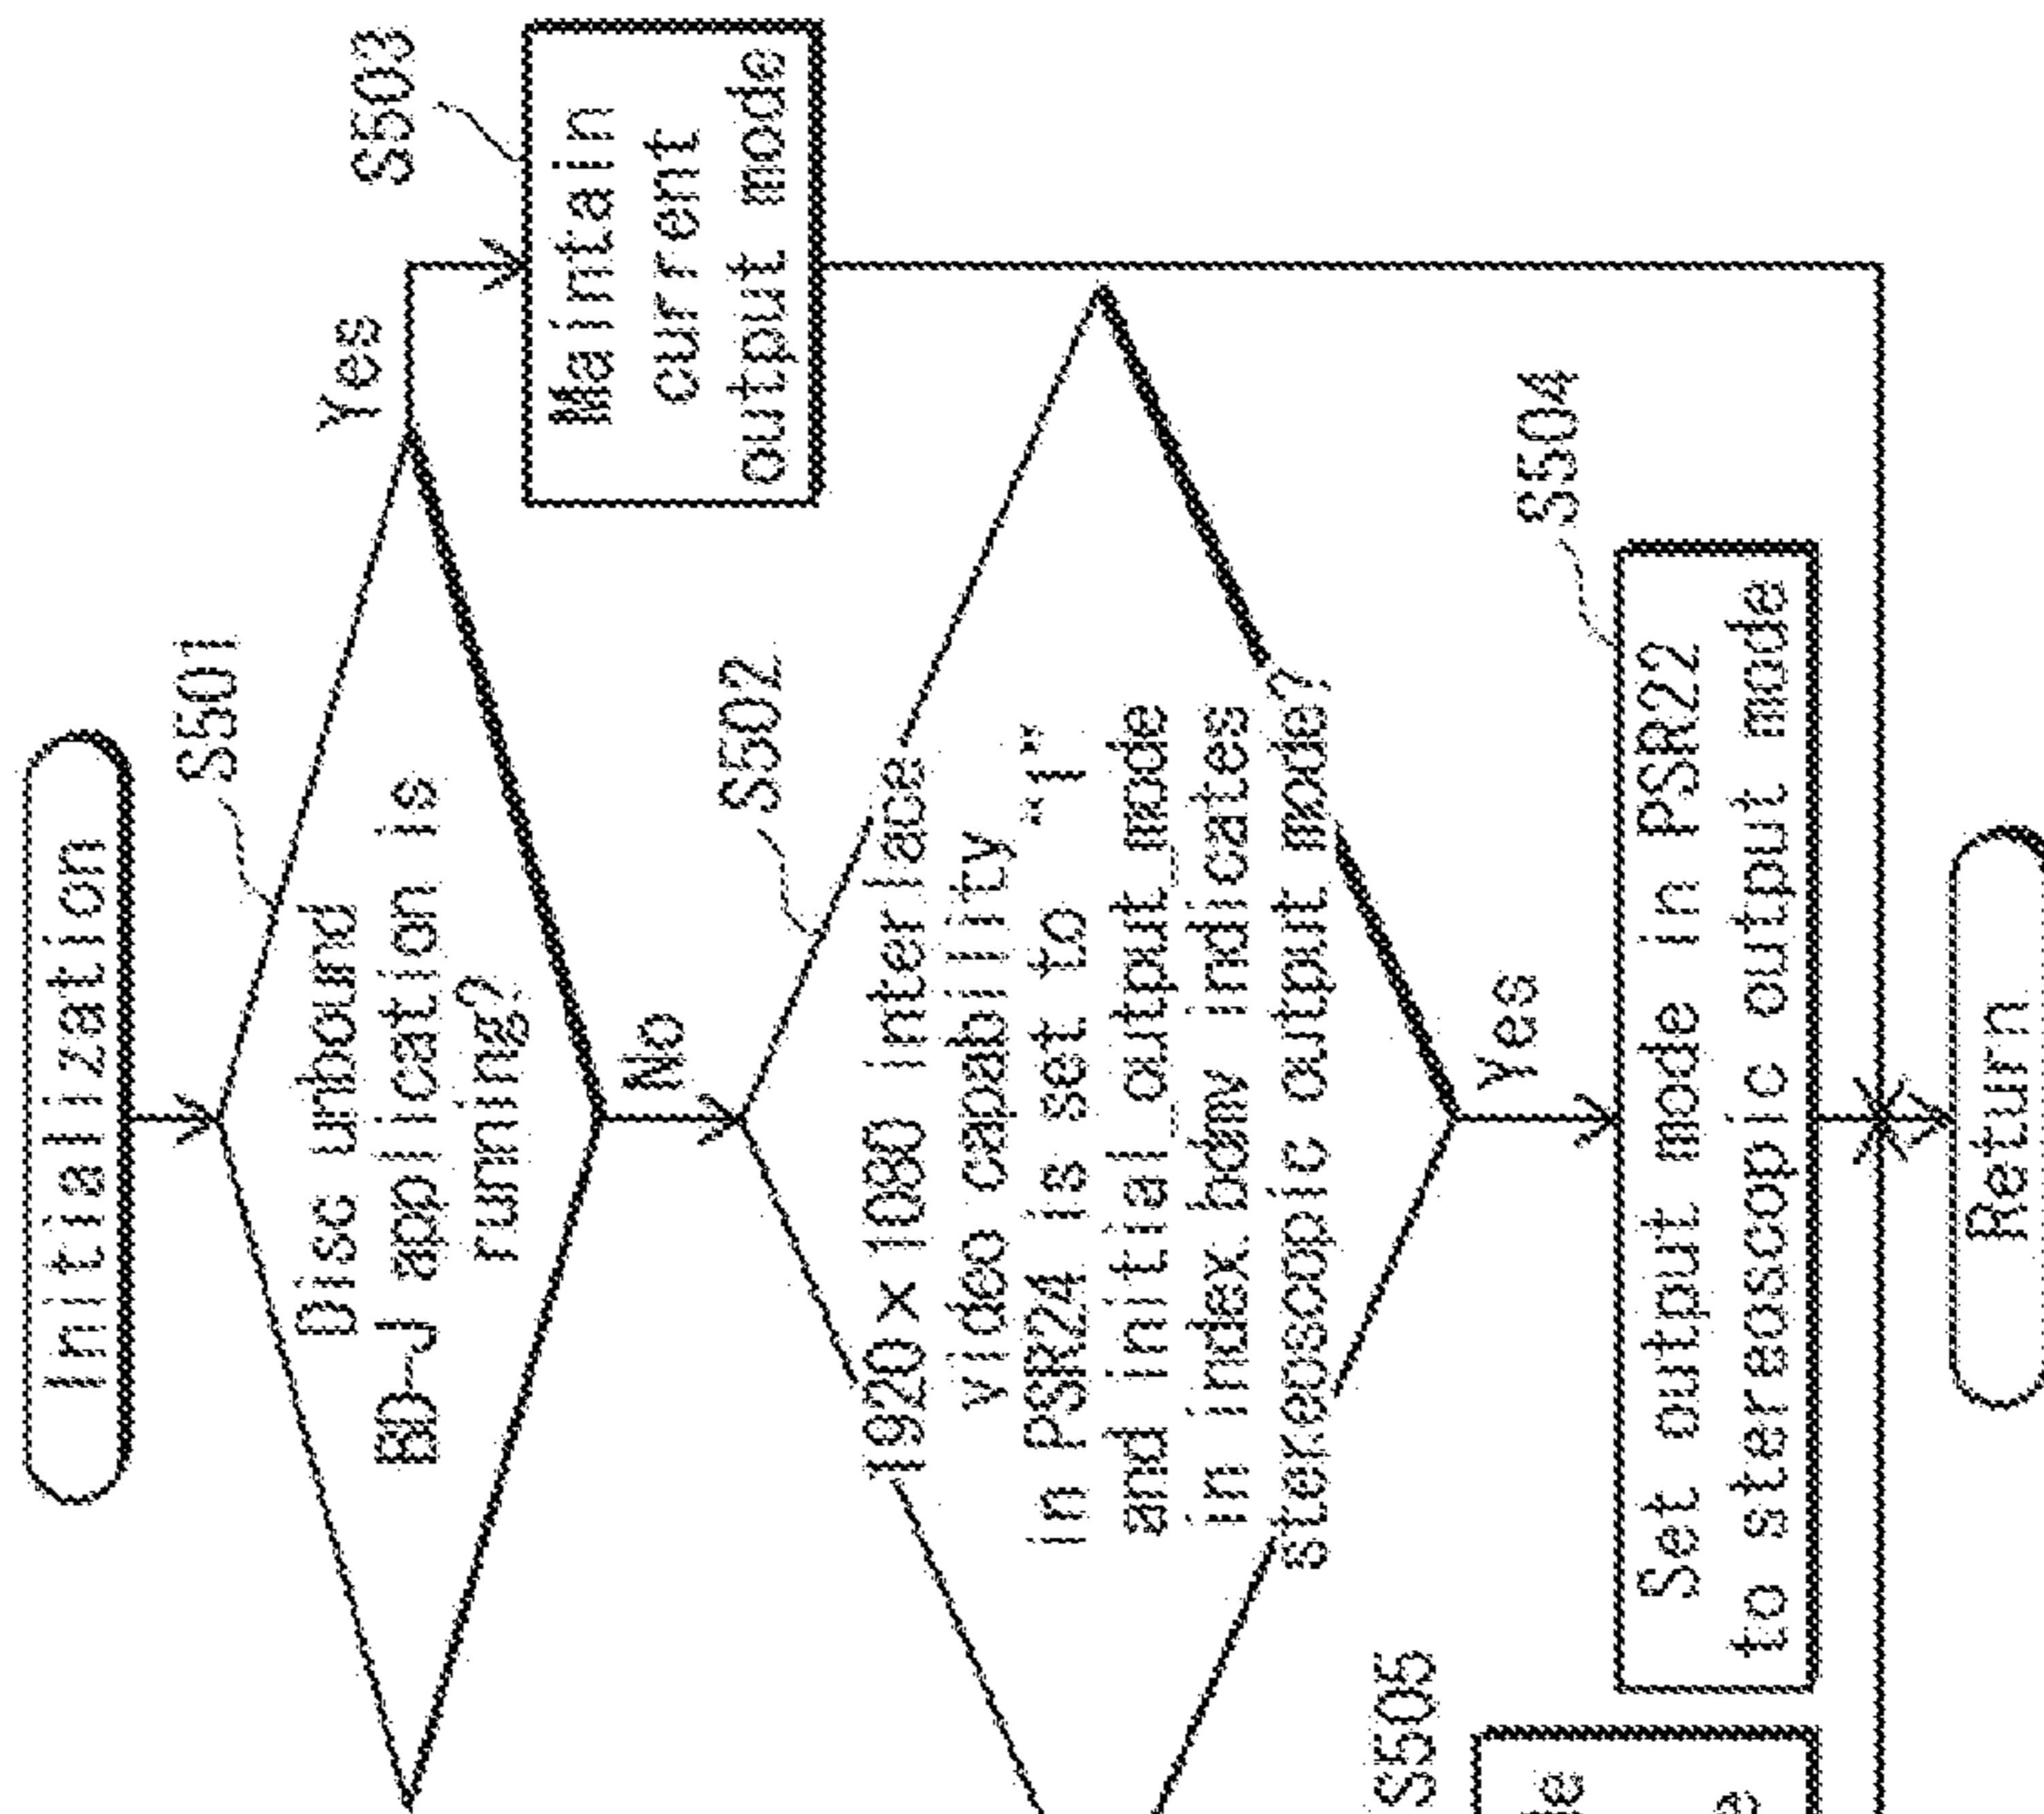 Initialization
S501
Disc unbound
BD-J application is
running?
Yes
S503
Maintain
current
output mode
No
S502
1920×1080 interlace
video capability
in PSR24 is set to "1"
and initial_output_mode
in index.bdmv indicates
stereoscopic output mode?
Yes
S504
Set output mode in PSR22
to stereoscopic output mode
S505
Return